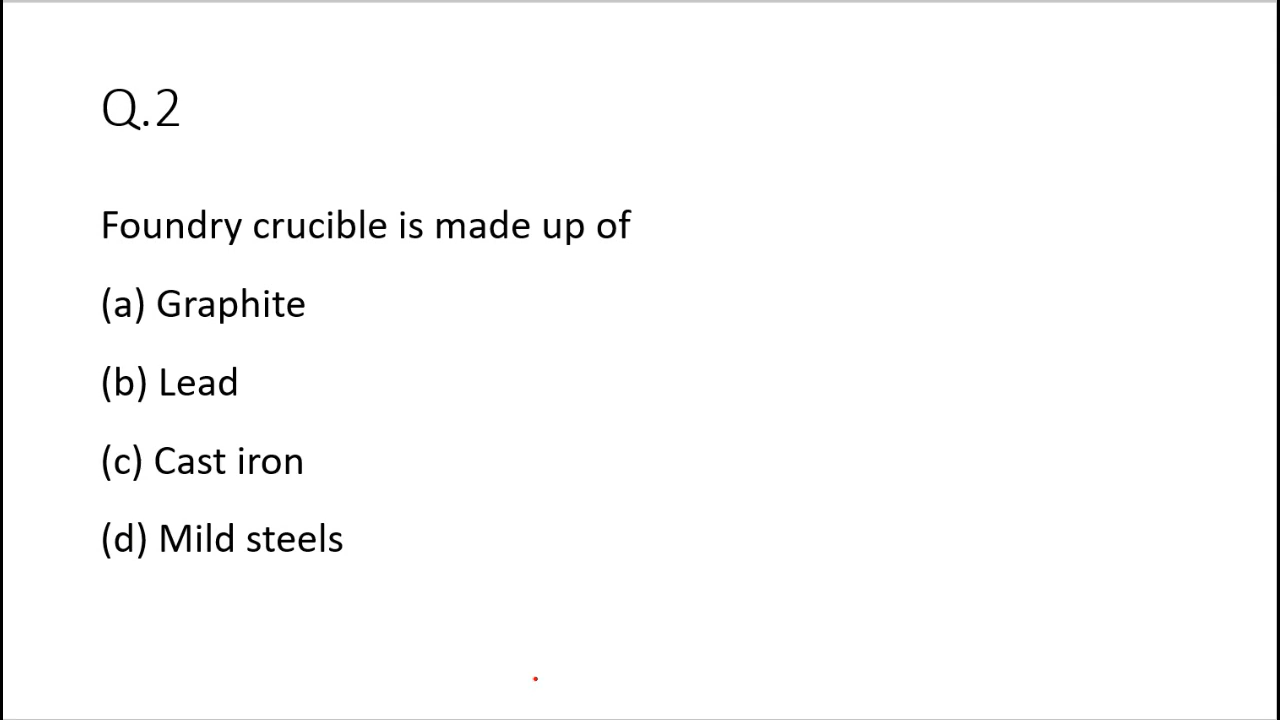 Q.2
Foundry crucible is made up of
(a) Graphite
(b) Lead
(c) Cast iron
(d) Mild steels